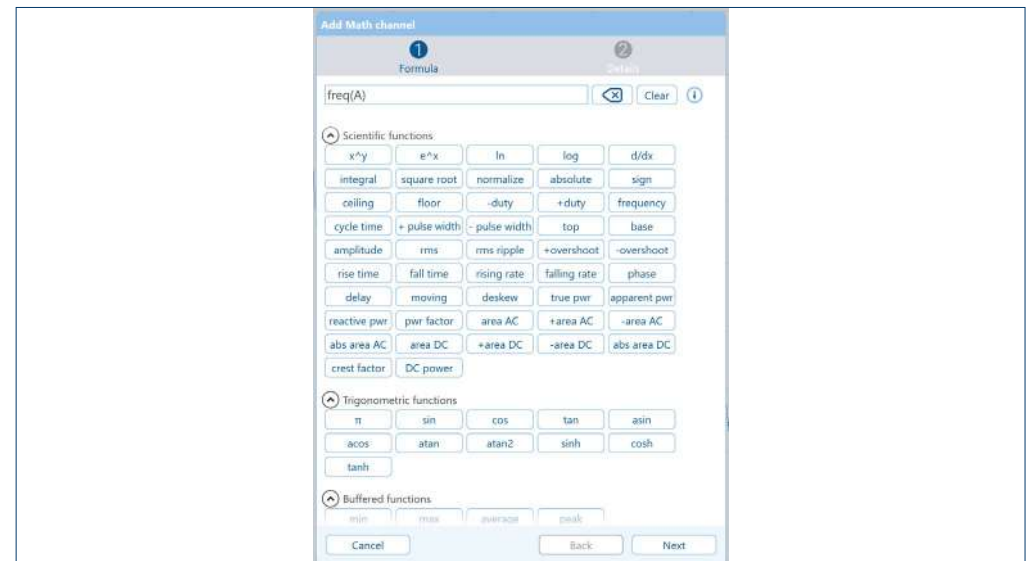 Add Math channel
1 2
Formula Details
freq(A) Clear i
Scientific functions
x^y e^x ln log d/dx
integral square root normalize absolute sign
ceiling floor -duty +duty frequency
cycle time + pulse width - pulse width top base
amplitude rms rms ripple +overshoot -overshoot
rise time fall time rising rate falling rate phase
delay moving deskew true pwr apparent pwr
reactive pwr pwr factor area AC +area AC -area AC
abs area AC area DC +area DC -area DC abs area DC
crest factor DC power
Trigonometric functions
π sin cos tan asin
acos atan atan2 sinh cosh
tanh
Buffered functions
min max average peak
Cancel Back Next